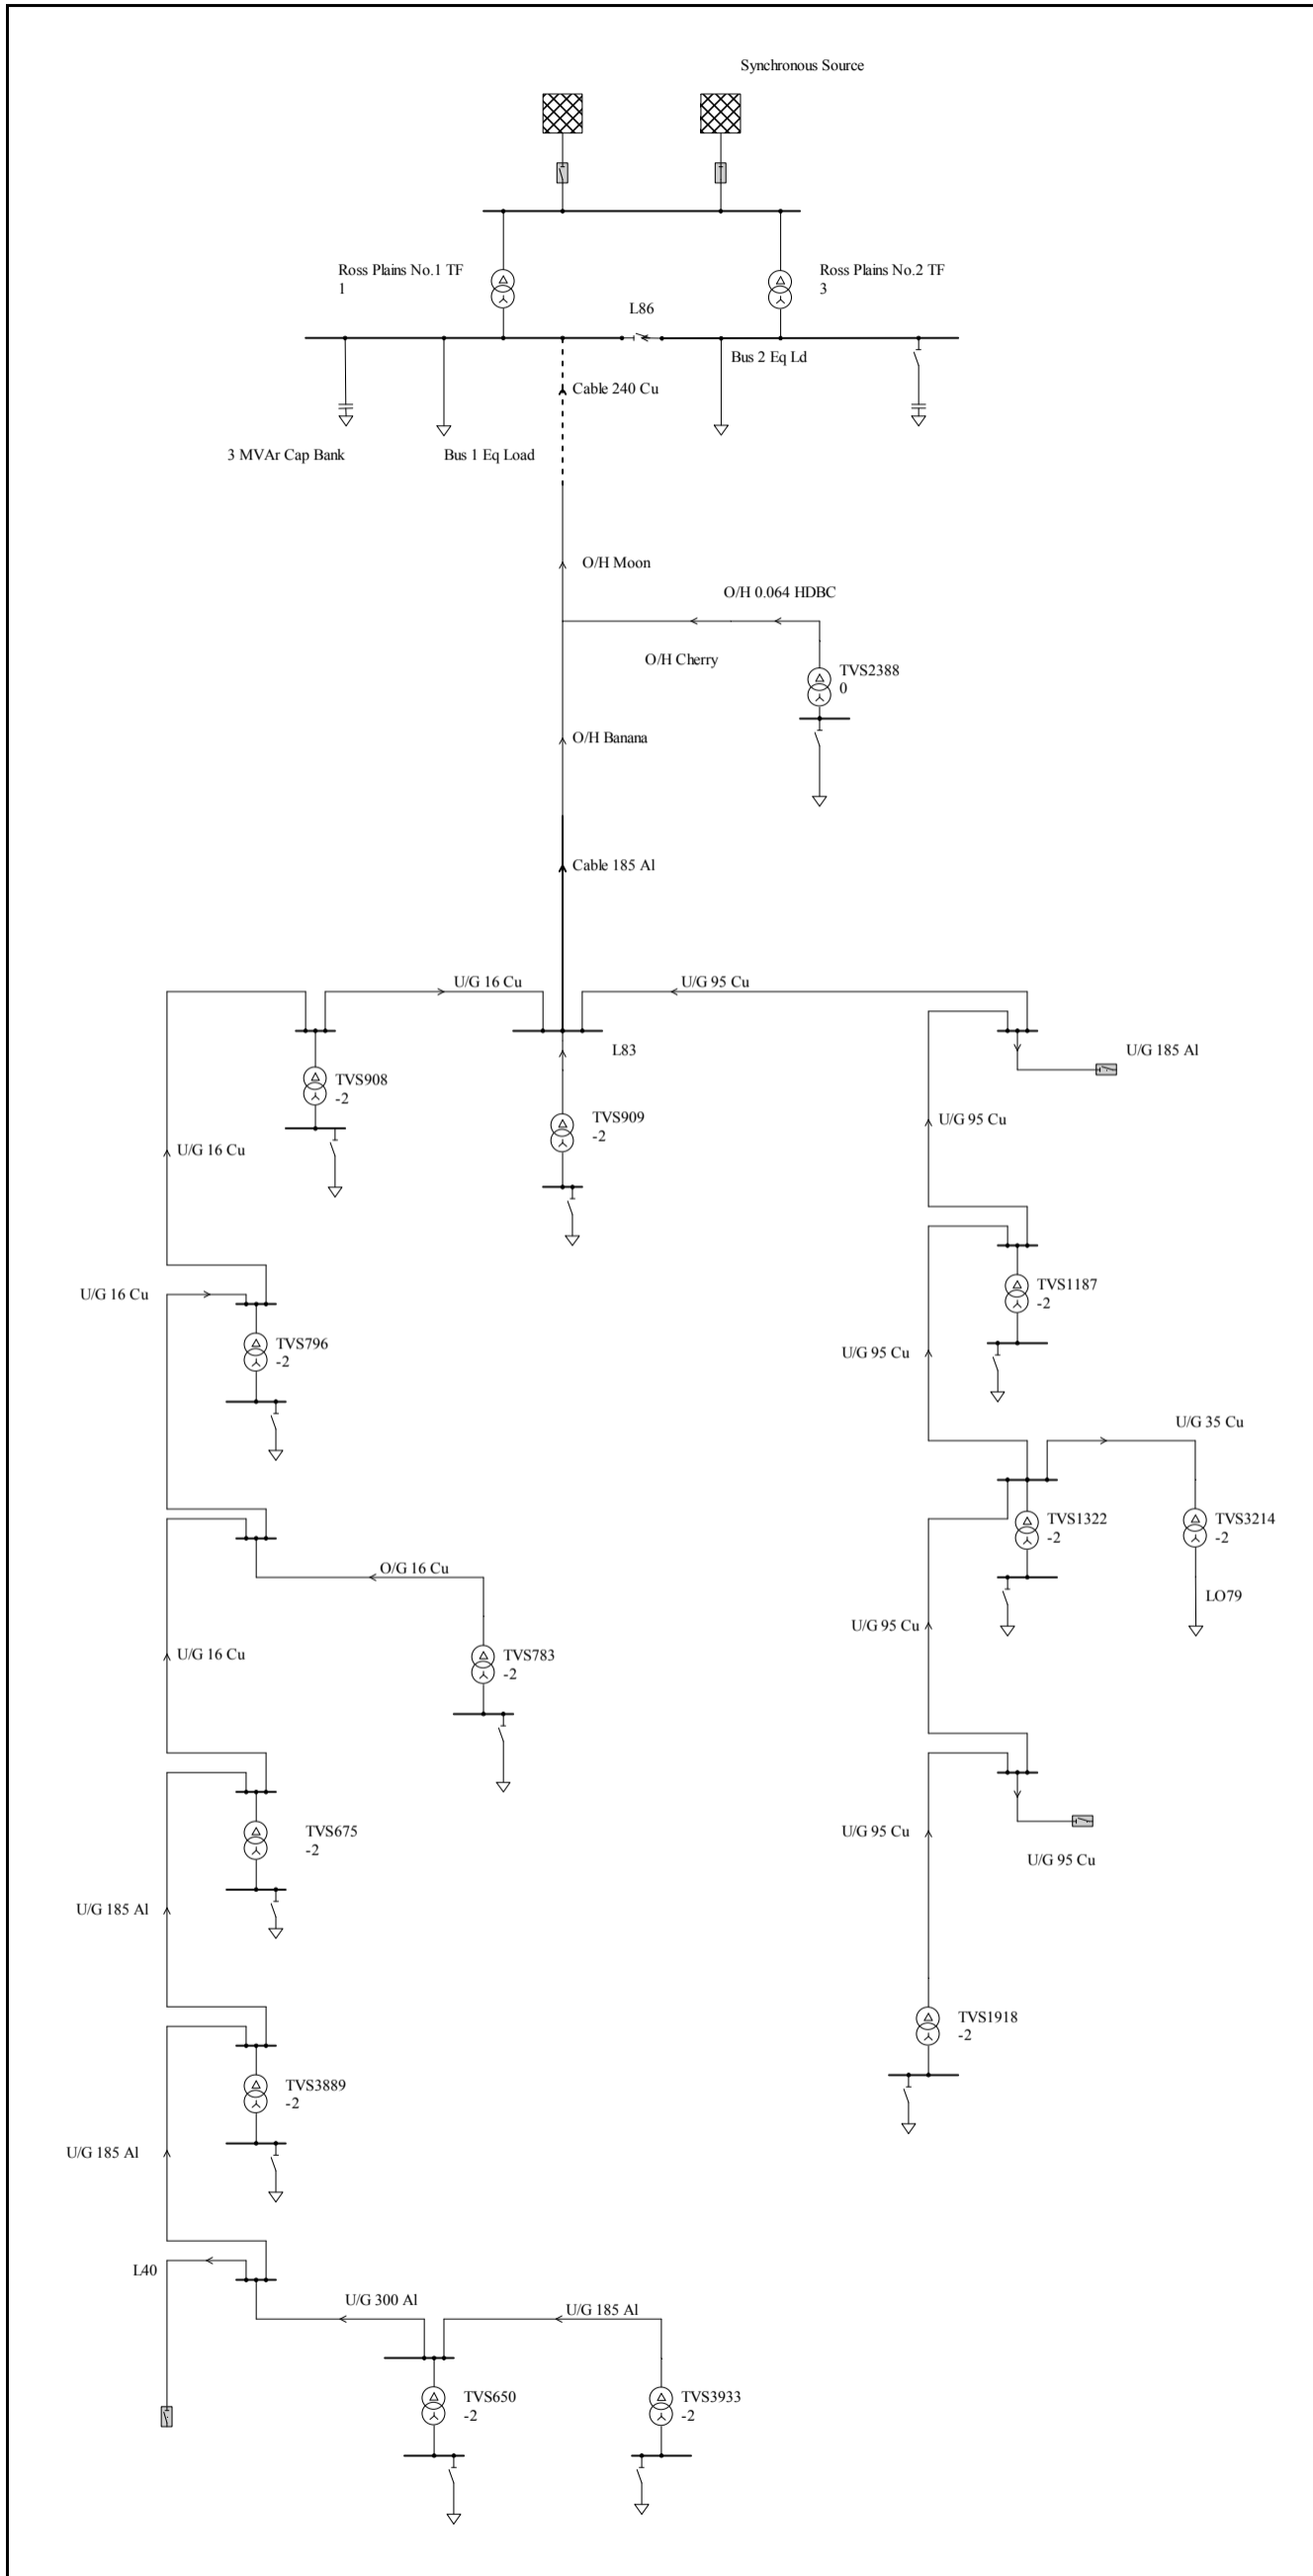 Synchronous Source
Ross Plains No.1 TF
1
Ross Plains No.2 TF
3
L86
Bus 2 Eq Ld
Cable 240 Cu
3 MVAr Cap Bank
Bus 1 Eq Load
O/H Moon
O/H 0.064 HDBC
O/H Cherry
TVS2388
0
O/H Banana
Cable 185 Al
U/G 16 Cu
U/G 95 Cu
L83
U/G 185 Al
TVS908
-2
TVS909
-2
U/G 95 Cu
U/G 16 Cu
TVS1187
-2
U/G 16 Cu
TVS796
-2
U/G 95 Cu
U/G 35 Cu
TVS1322
-2
TVS3214
-2
O/G 16 Cu
LO79
U/G 95 Cu
U/G 16 Cu
TVS783
-2
TVS675
-2
U/G 95 Cu
U/G 95 Cu
U/G 185 Al
TVS1918
-2
TVS3889
-2
U/G 185 Al
L40
U/G 300 Al
U/G 185 Al
TVS650
-2
TVS3933
-2